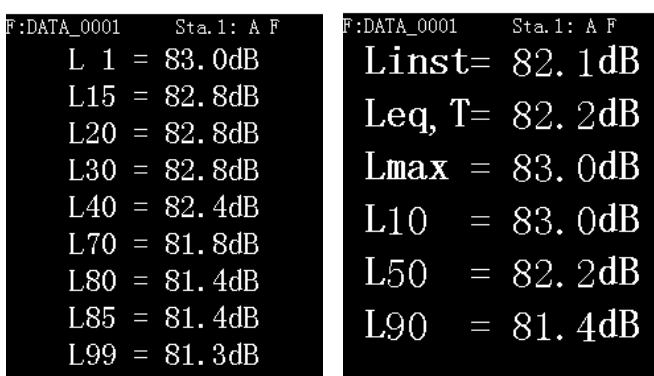 F:DATA_0001 Sta.1: A F
L 1 = 83.0dB
L15 = 82.8dB
L20 = 82.8dB
L30 = 82.8dB
L40 = 82.4dB
L70 = 81.8dB
L80 = 81.4dB
L85 = 81.4dB
L99 = 81.3dB
F:DATA_0001 Sta.1: A F
Linst= 82.1dB
Leq,T= 82.2dB
Lmax = 83.0dB
L10 = 83.0dB
L50 = 82.2dB
L90 = 81.4dB